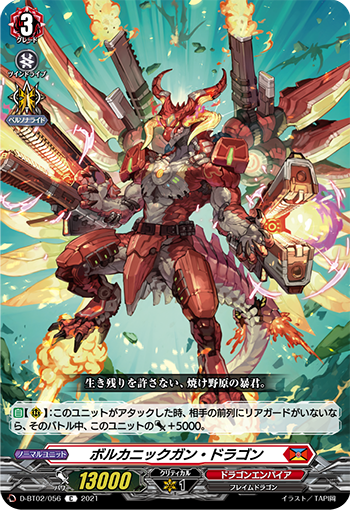 3
グレード
ツインドライブ
ペルソナライド
生き残りを許さない、焼け野原の暴君。
【】:このユニットがアタックした時、相手の前列にリアガードがいないな
ら、そのバトル中、このユニットの+5000。
D-BT02/056 C 2021
ノーマルユニット
ボルカニックガン・ドラゴン
パワー 13000
クリティカル
1
ドラゴンエンパイア
フレイムドラゴン
イラスト/TAPI岡